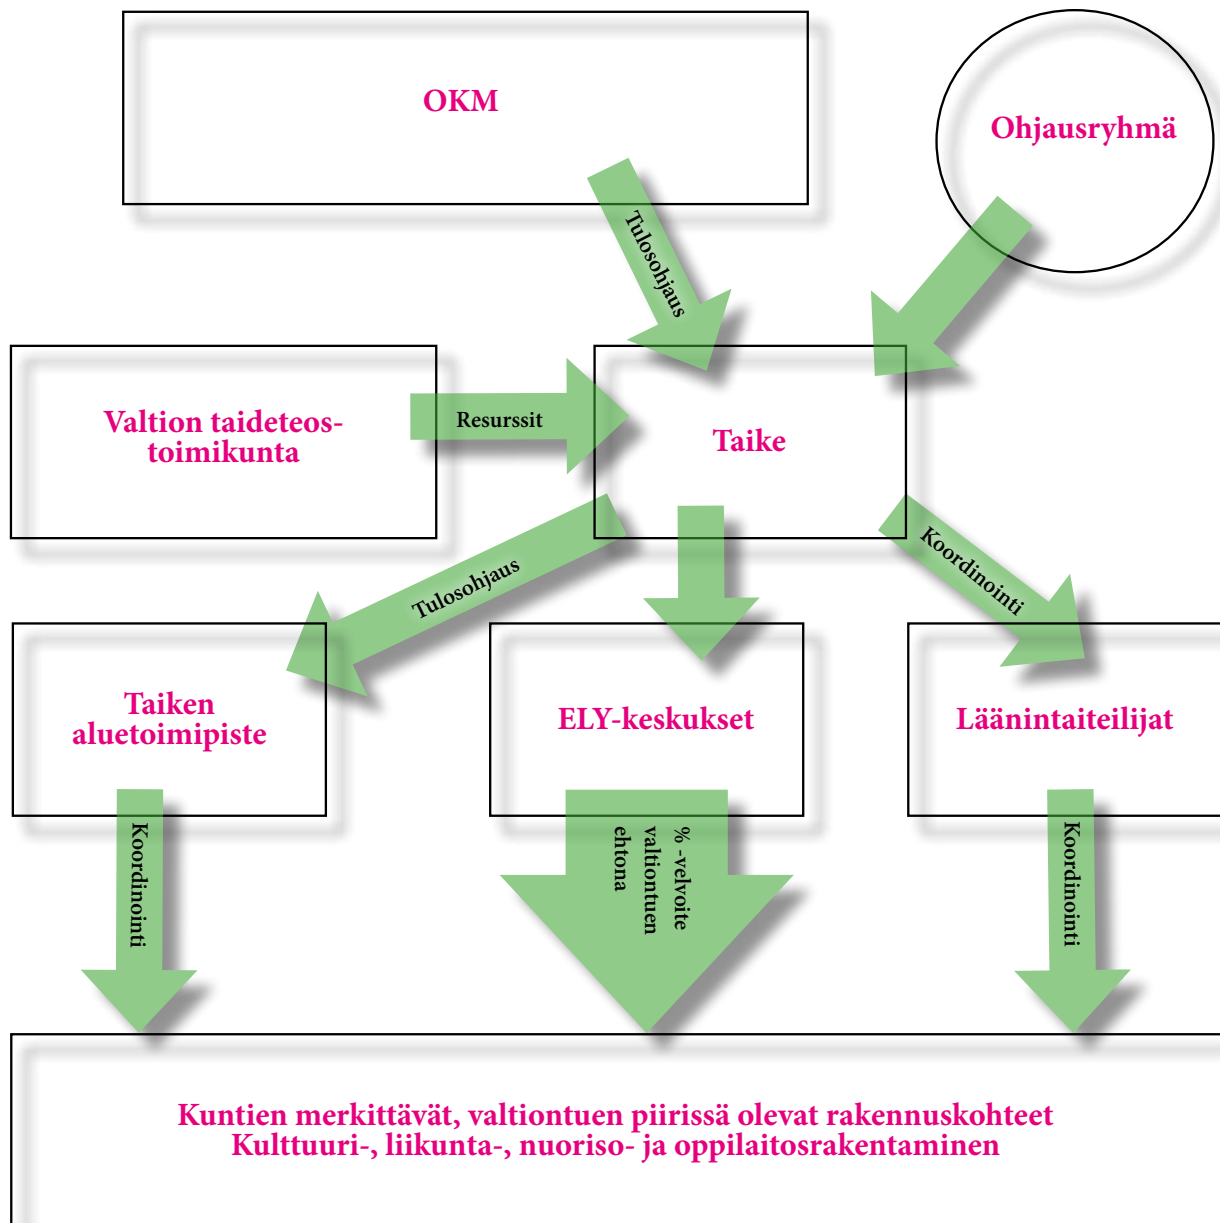 OKM
Ohjausryhmä
Tulosohjaus
Valtion taideteos-
toimikunta
Resurssit
Taike
Tulosohjaus
Koordinointi
Taiken
aluetoimipiste
ELY-keskukset
Läänintaiteilijat
Koordinointi
% -velvoite
valtiontuen
ehtona
Koordinointi
Kuntien merkittävät, valtiontuen piirissä olevat rakennuskohteet
Kulttuuri-, liikunta-, nuoriso- ja oppilaitosrakentaminen